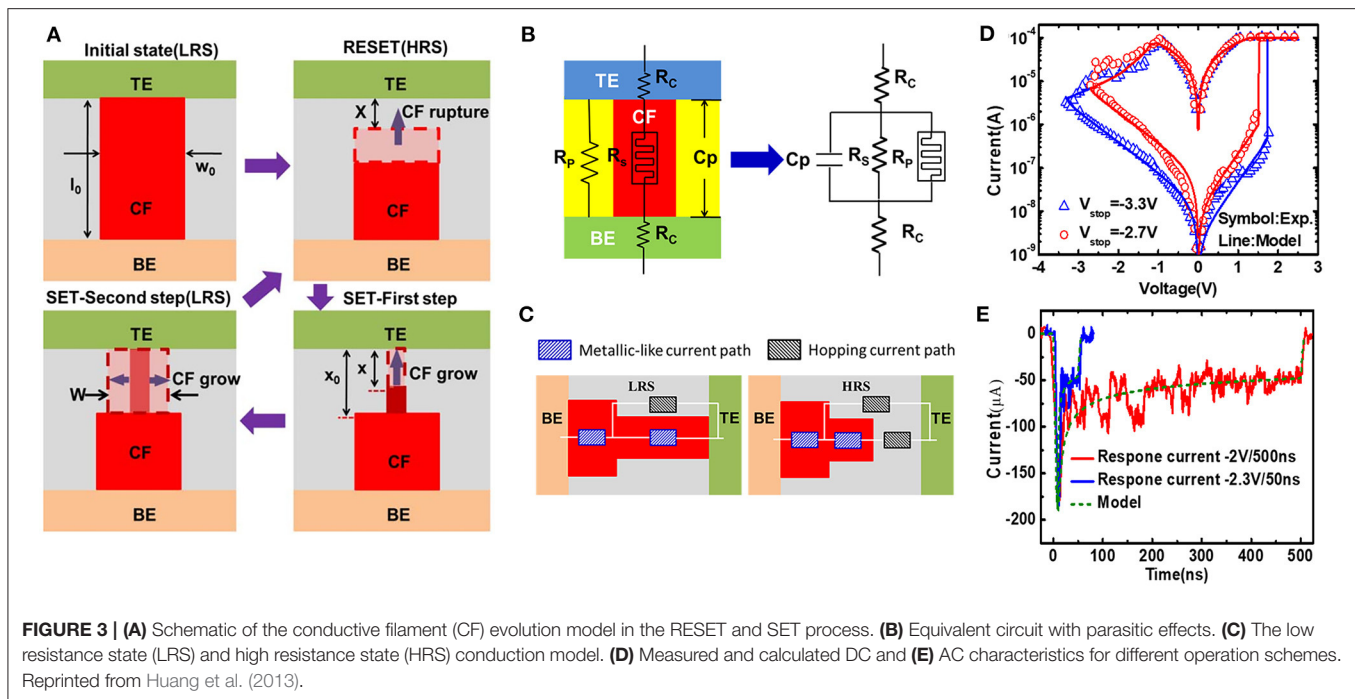 A
Initial state(LRS)
RESET(HRS)
TE
l0
w0
CF
BE
TE
X
CF rupture
CF
BE
SET-Second step(LRS)
SET-First step
TE
CF grow
W
CF
BE
TE
x0
x
CF grow
CF
BE
B
TE
RC
CF
RP
Rs
Cp
BE
RC
RC
Cp
RS
RP
RC
C
Metallic-like current path
Hopping current path
LRS
BE
TE
HRS
BE
TE
D
Current(A)
10-4
10-5
10-6
10-7
10-8
10-9
Vstop=-3.3V
Vstop=-2.7V
Symbol:Exp.
Line:Model
-4 -3 -2 -1 0 1 2 3
Voltage(V)
E
Current(μA)
0
-50
-100
-150
-200
Respone current -2V/500ns
Respone current -2.3V/50ns
Model
0 100 200 300 400 500
Time(ns)
FIGURE 3 | (A) Schematic of the conductive filament (CF) evolution model in the RESET and SET process. (B) Equivalent circuit with parasitic effects. (C) The low
resistance state (LRS) and high resistance state (HRS) conduction model. (D) Measured and calculated DC and (E) AC characteristics for different operation schemes.
Reprinted from Huang et al. (2013).